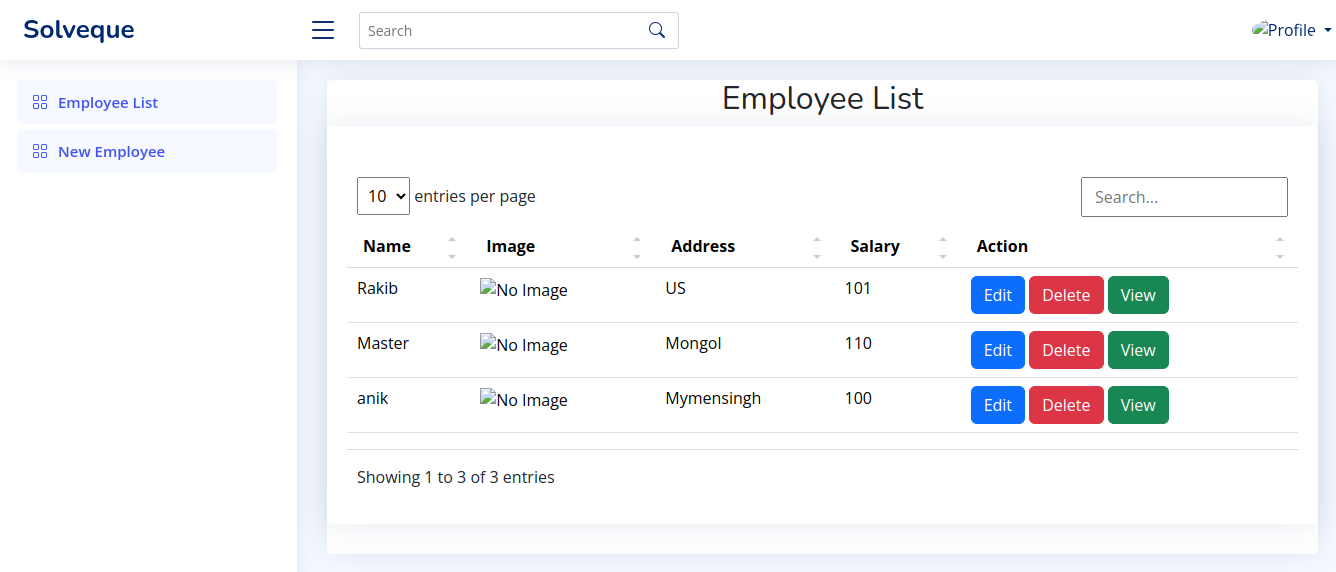 Solveque
Search
Profile
Employee List
New Employee
Employee List
10 entries per page
Search...
Name Image Address Salary Action
Rakib No Image US 101 Edit Delete View
Master No Image Mongol 110 Edit Delete View
anik No Image Mymensingh 100 Edit Delete View
Showing 1 to 3 of 3 entries